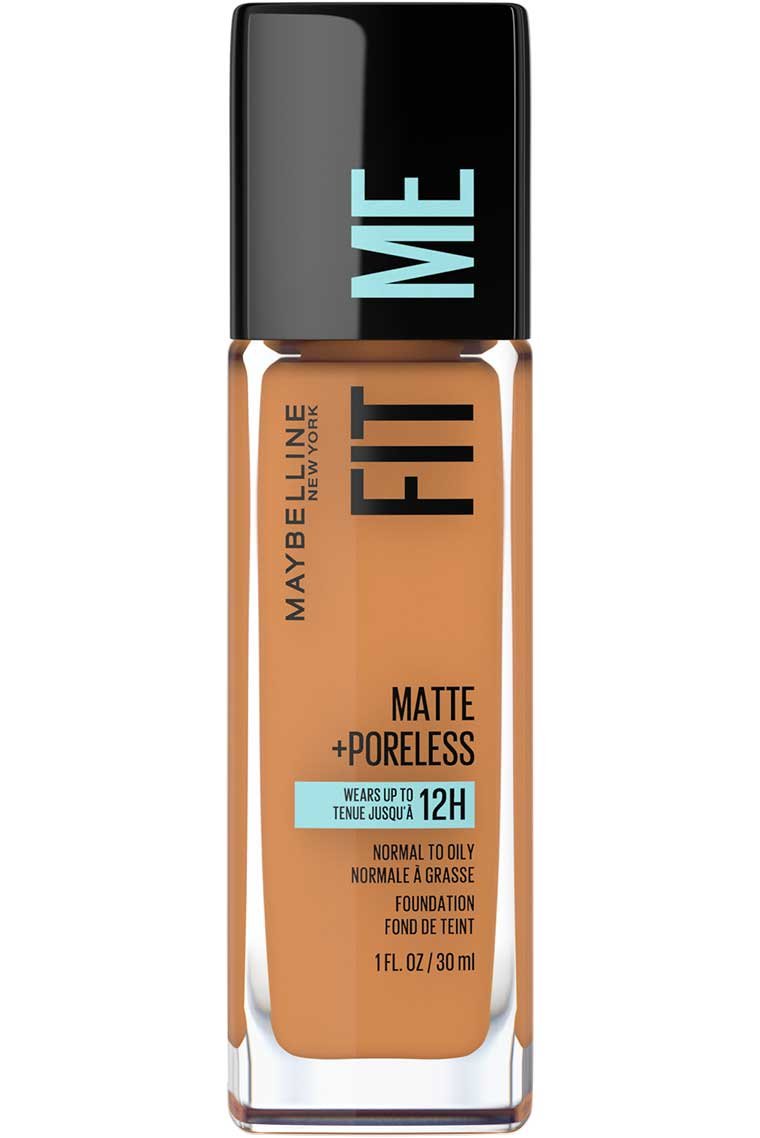 FIT ME
MAYBELLINE
NEW YORK
MATTE
+PORELESS
WEARS UP TO
TENUE JUSQU'À
12H
NORMAL TO OILY
NORMALE À GRASSE
FOUNDATION
FOND DE TEINT
1 FL. OZ / 30 ml